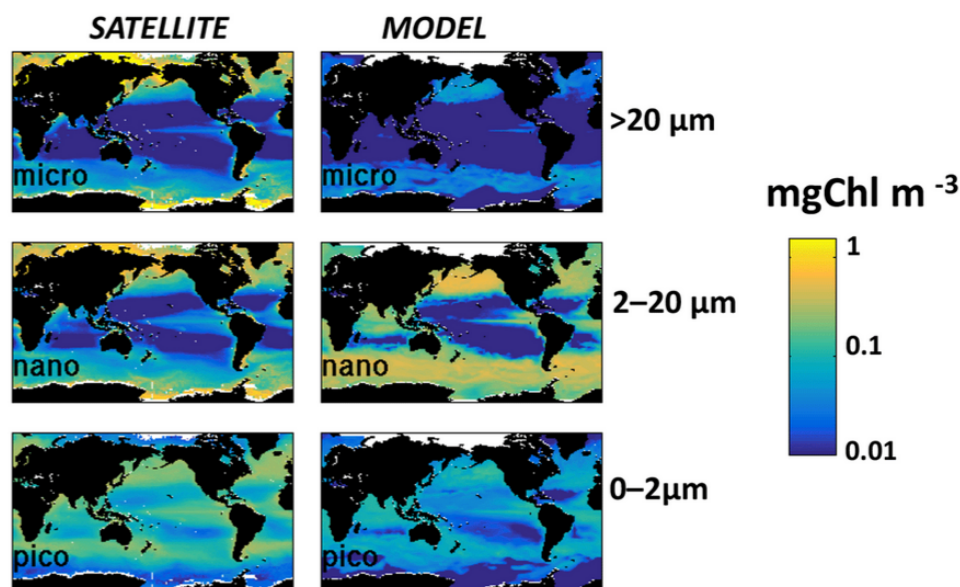 SATELLITE MODEL
micro micro >20 µm
nano nano 2–20 µm
pico pico 0–2µm
mgChl m -3
1
0.1
0.01